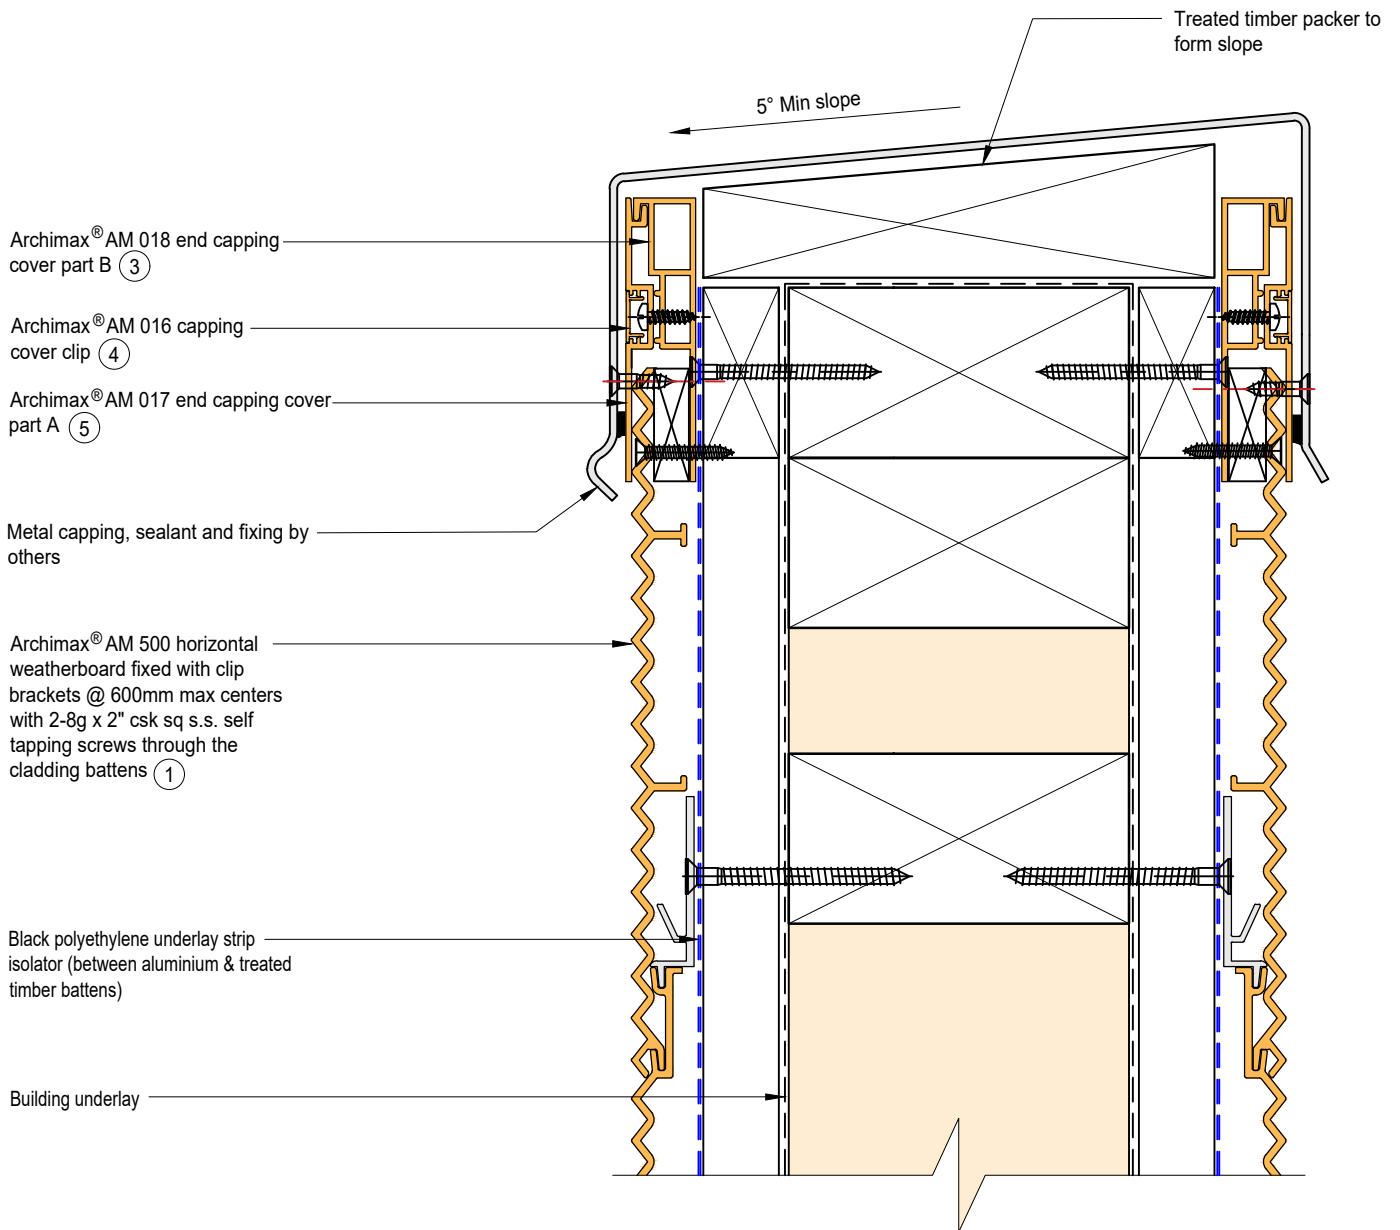 Treated timber packer to
form slope
5° Min slope
Archimax® AM 018 end capping
cover part B 3
Archimax® AM 016 capping
cover clip 4
Archimax® AM 017 end capping cover
part A 5
Metal capping, sealant and fixing by
others
Archimax® AM 500 horizontal
weatherboard fixed with clip
brackets @ 600mm max centers
with 2-8g x 2" csk sq s.s. self
tapping screws through the
cladding battens 1
Black polyethylene underlay strip
isolator (between aluminium & treated
timber battens)
Building underlay